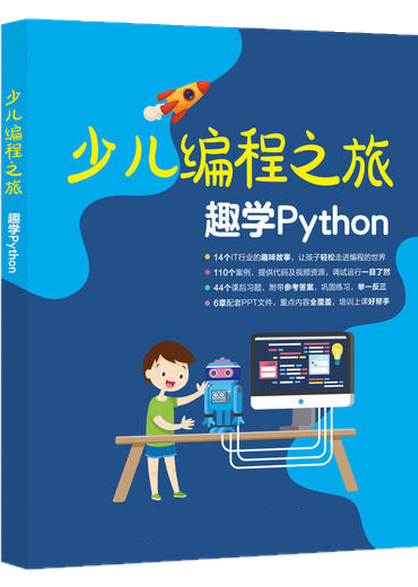 少儿编程之旅
趣学Python
少儿编程之旅
趣学Python
14个IT行业的趣味故事，让孩子轻松走进编程的世界
110个案例，提供代码及视频资源，调试运行一目了然
44个课后习题，附带参考答案，巩固练习，举一反三
6章配套PPT文件，重点内容全覆盖，培训上课好帮手